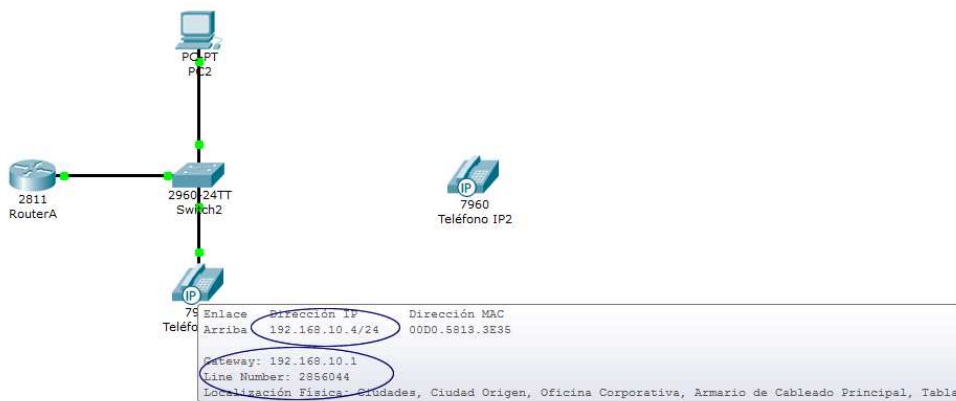 PC-PT
PC2
2811
RouterA
2960-24TT
Switch2
IP
7960
Teléfono IP2
IP
Enlace Dirección IP Dirección MAC
Arriba 192.168.10.4/24 00D0.5813.3E35
Gateway: 192.168.10.1
Line Number: 2856044
Localización Física: Ciudades, Ciudad Origen, Oficina Corporativa, Armario de Cableado Principal, Tabla